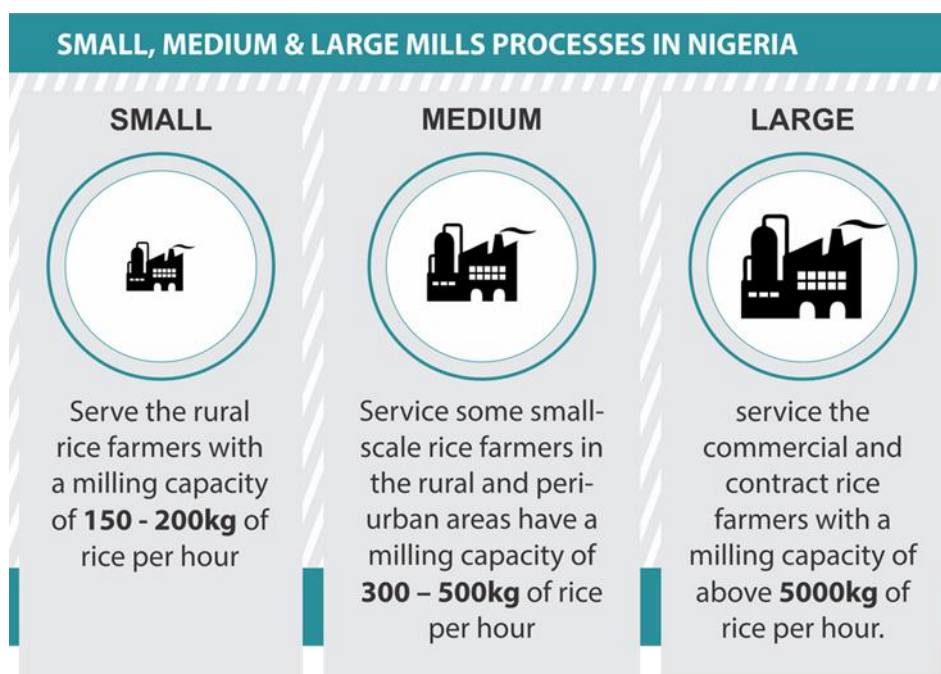 SMALL, MEDIUM & LARGE MILLS PROCESSES IN NIGERIA
SMALL
Serve the rural
rice farmers with
a milling capacity
of 150 - 200kg of
rice per hour
MEDIUM
Service some small-
scale rice farmers in
the rural and peri-
urban areas have a
milling capacity of
300 – 500kg of rice
per hour
LARGE
service the
commercial and
contract rice
farmers with a
milling capacity of
above 5000kg of
rice per hour.